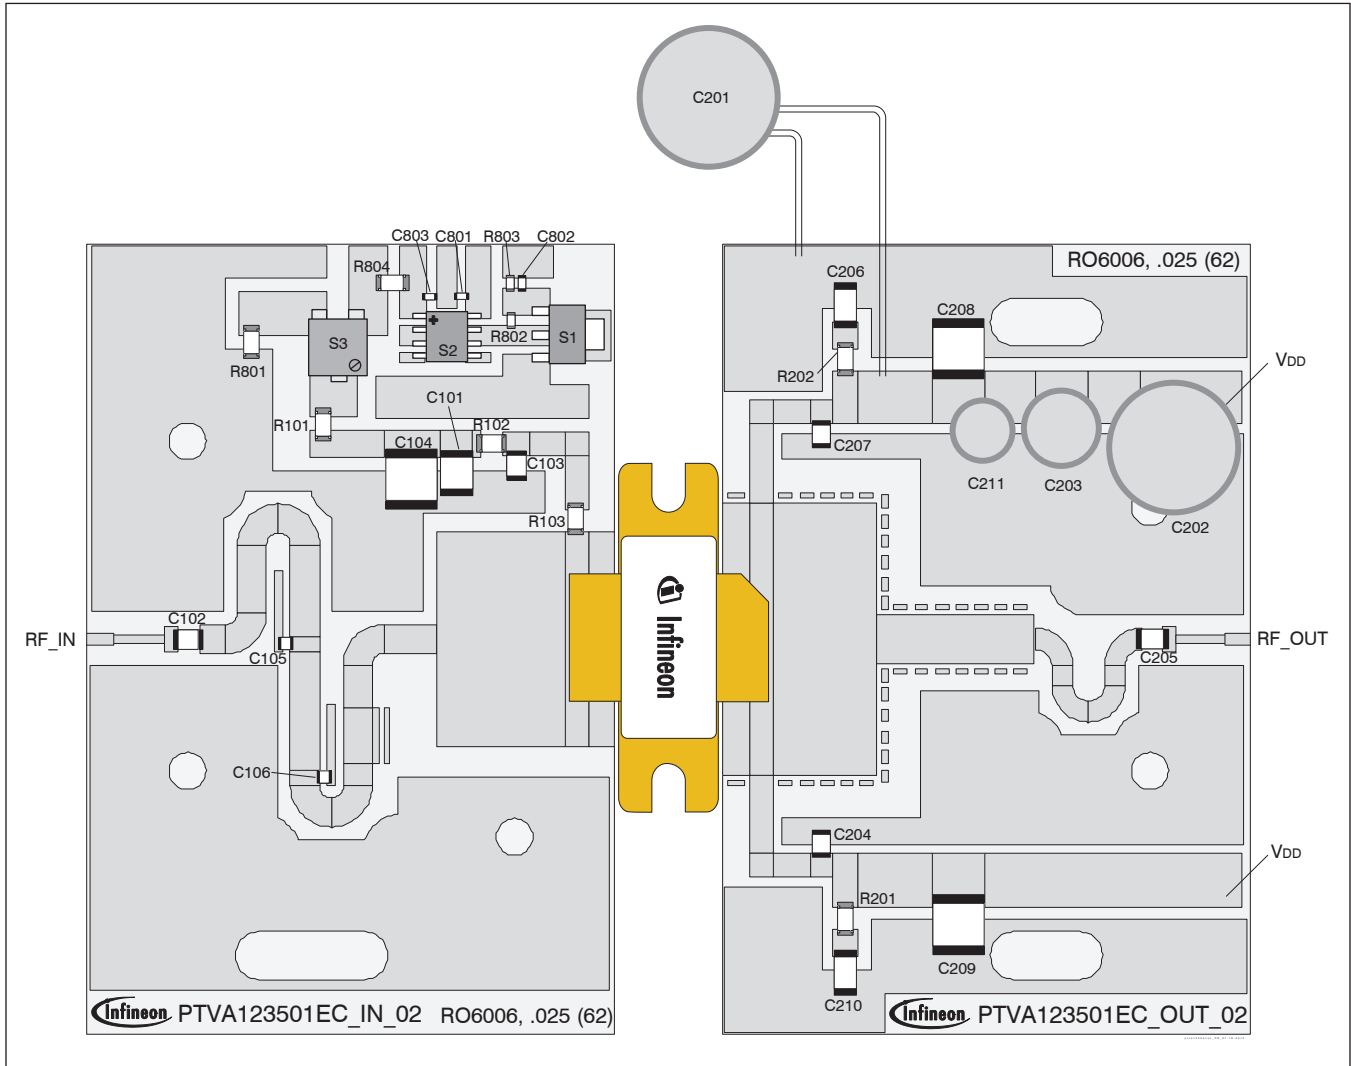 C201
C803
C801
R803
C802
R804
S3
S2
R802
S1
R801
C101
R101
R102
C104
C103
R103
C102
RF_IN
C105
C106
Infineon
Infineon PTVA123501EC_IN_02 RO6006, .025 (62)
RO6006, .025 (62)
C206
C208
R202
VDD
C207
C211
C203
C202
C205
RF_OUT
C204
VDD
R201
C209
C210
Infineon PTVA123501EC_OUT_02